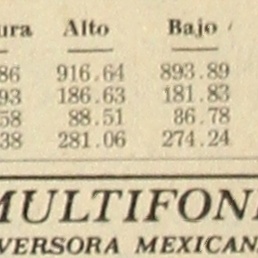 ura Alto Bajo
86 916.64 893.89
93 186.63 181.83
58 88.51 86.78
38 281.06 274.24
MULTIFON
VERSORA MEXICAN